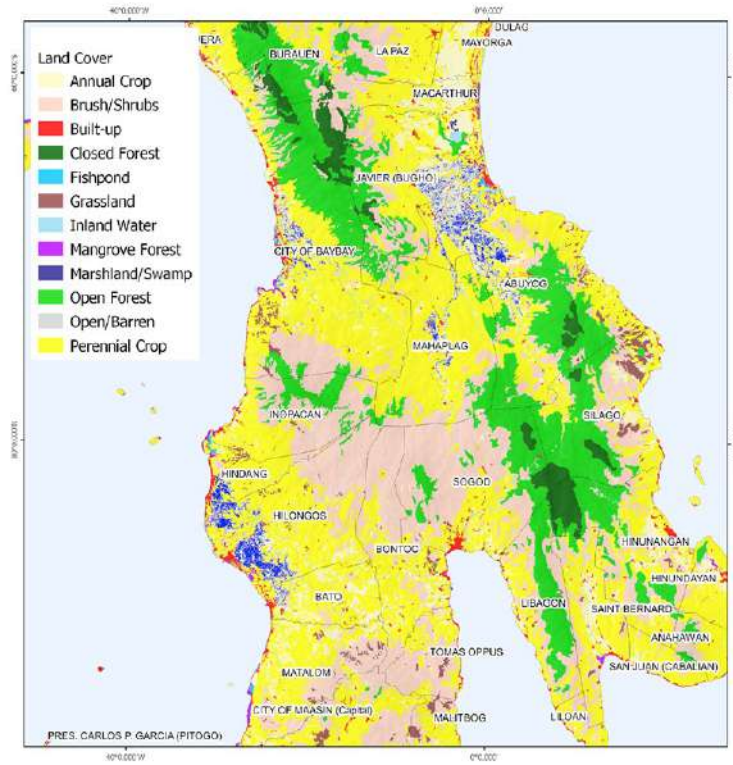 DULAG
MAYORGA
LA PAZ
BURAUEN
Land Cover
Annual Crop
Brush/Shrubs
Built-up
Closed Forest
Fishpond
Grassland
Inland Water
Mangrove Forest
Marshland/Swamp
Open Forest
Open/Barren
Perennial Crop
MACARTHUR
JAVIER (BUGHO)
CITY OF BAYBAY
ABUYOG
MAHAPLAG
INOPACAN
SILAGO
HINDANG
SOGOD
HILONGOS
HINUNANGAN
BONTOC
HINUNDAYAN
BATO
LIBAGON
SAINT BERNARD
ANAHAWAN
TOMAS OPPUS
SAN JUAN (CABALIAN)
MATALOM
CITY OF MAASIN (Capital)
MALITBOG
LILOAN
PRES. CARLOS P. GARCIA (PITOGO)